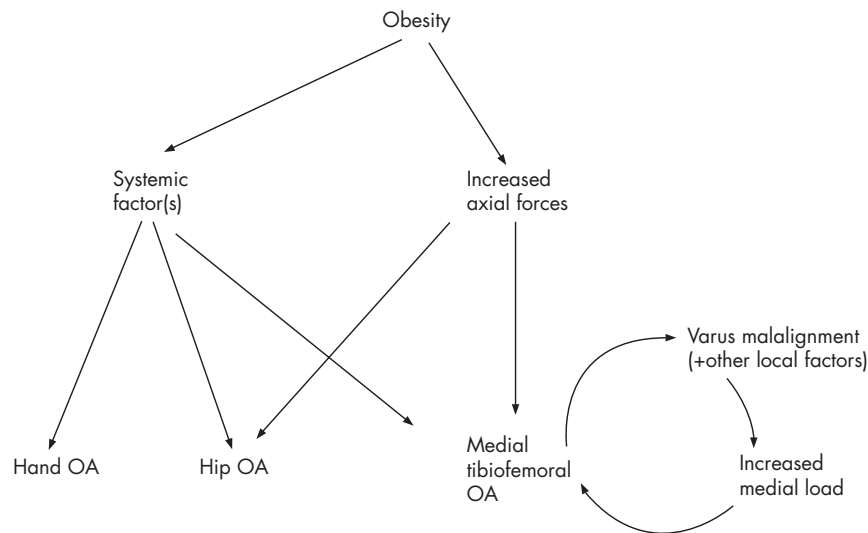 Obesity
Systemic
factor(s)
Increased
axial forces
Varus malalignment
(+other local factors)
Hand OA
Hip OA
Medial
tibiofemoral
OA
Increased
medial load